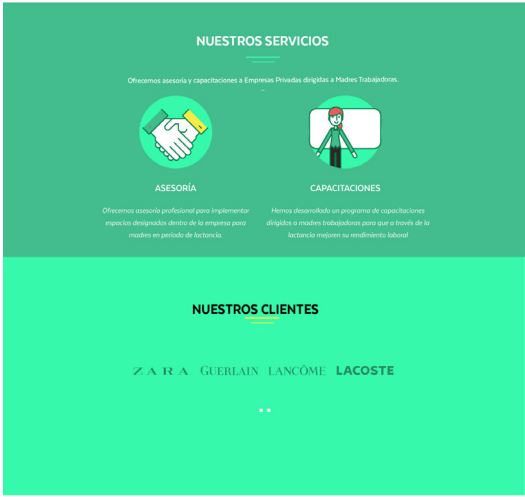 NUESTROS SERVICIOS
Ofrecemos asesoría y capacitaciones a Empresas Privadas dirigidas a Madres Trabajadoras.
ASESORÍA
Ofrecemos asesoría profesional para implementar
espacios designados dentro de la empresa para
madres en período de lactancia.
CAPACITACIONES
Hemos desarrollado un programa de capacitaciones
dirigidos a madres trabajadoras para que a través de la
lactancia mejoren su rendimiento laboral
NUESTROS CLIENTES
ZARA GUERLAIN LANCÔME LACOSTE